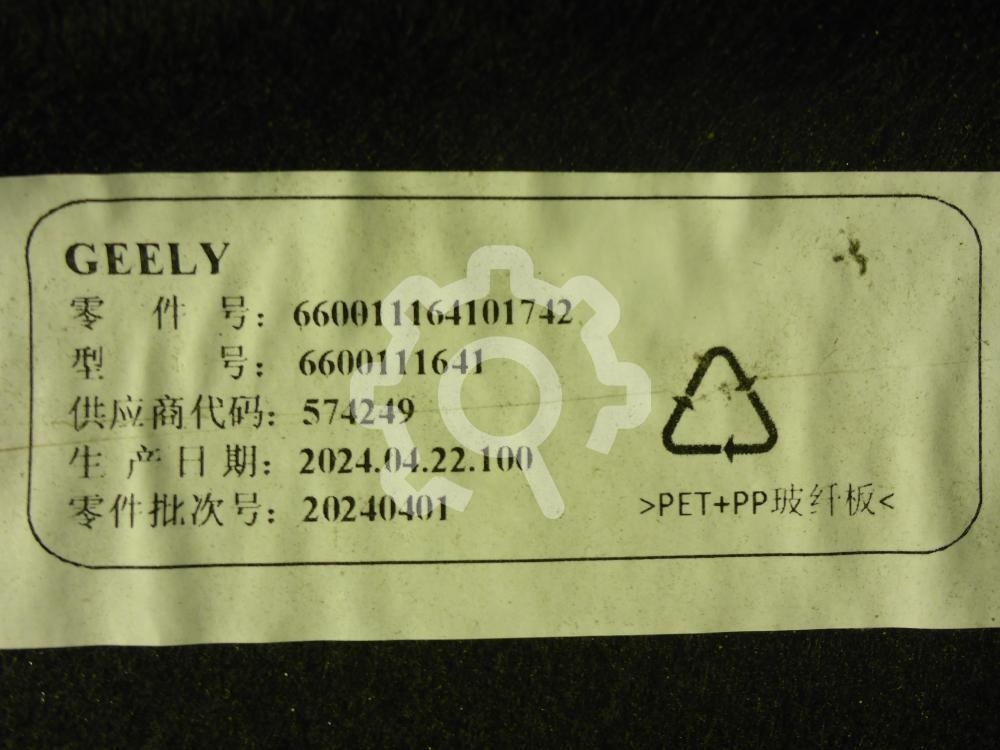 GEELY
零件号：660011164101742
型号：6600111641
供应商代码：574249
生产日期：2024.04.22.100
零件批次号：20240401
>PET+PP玻纤板<